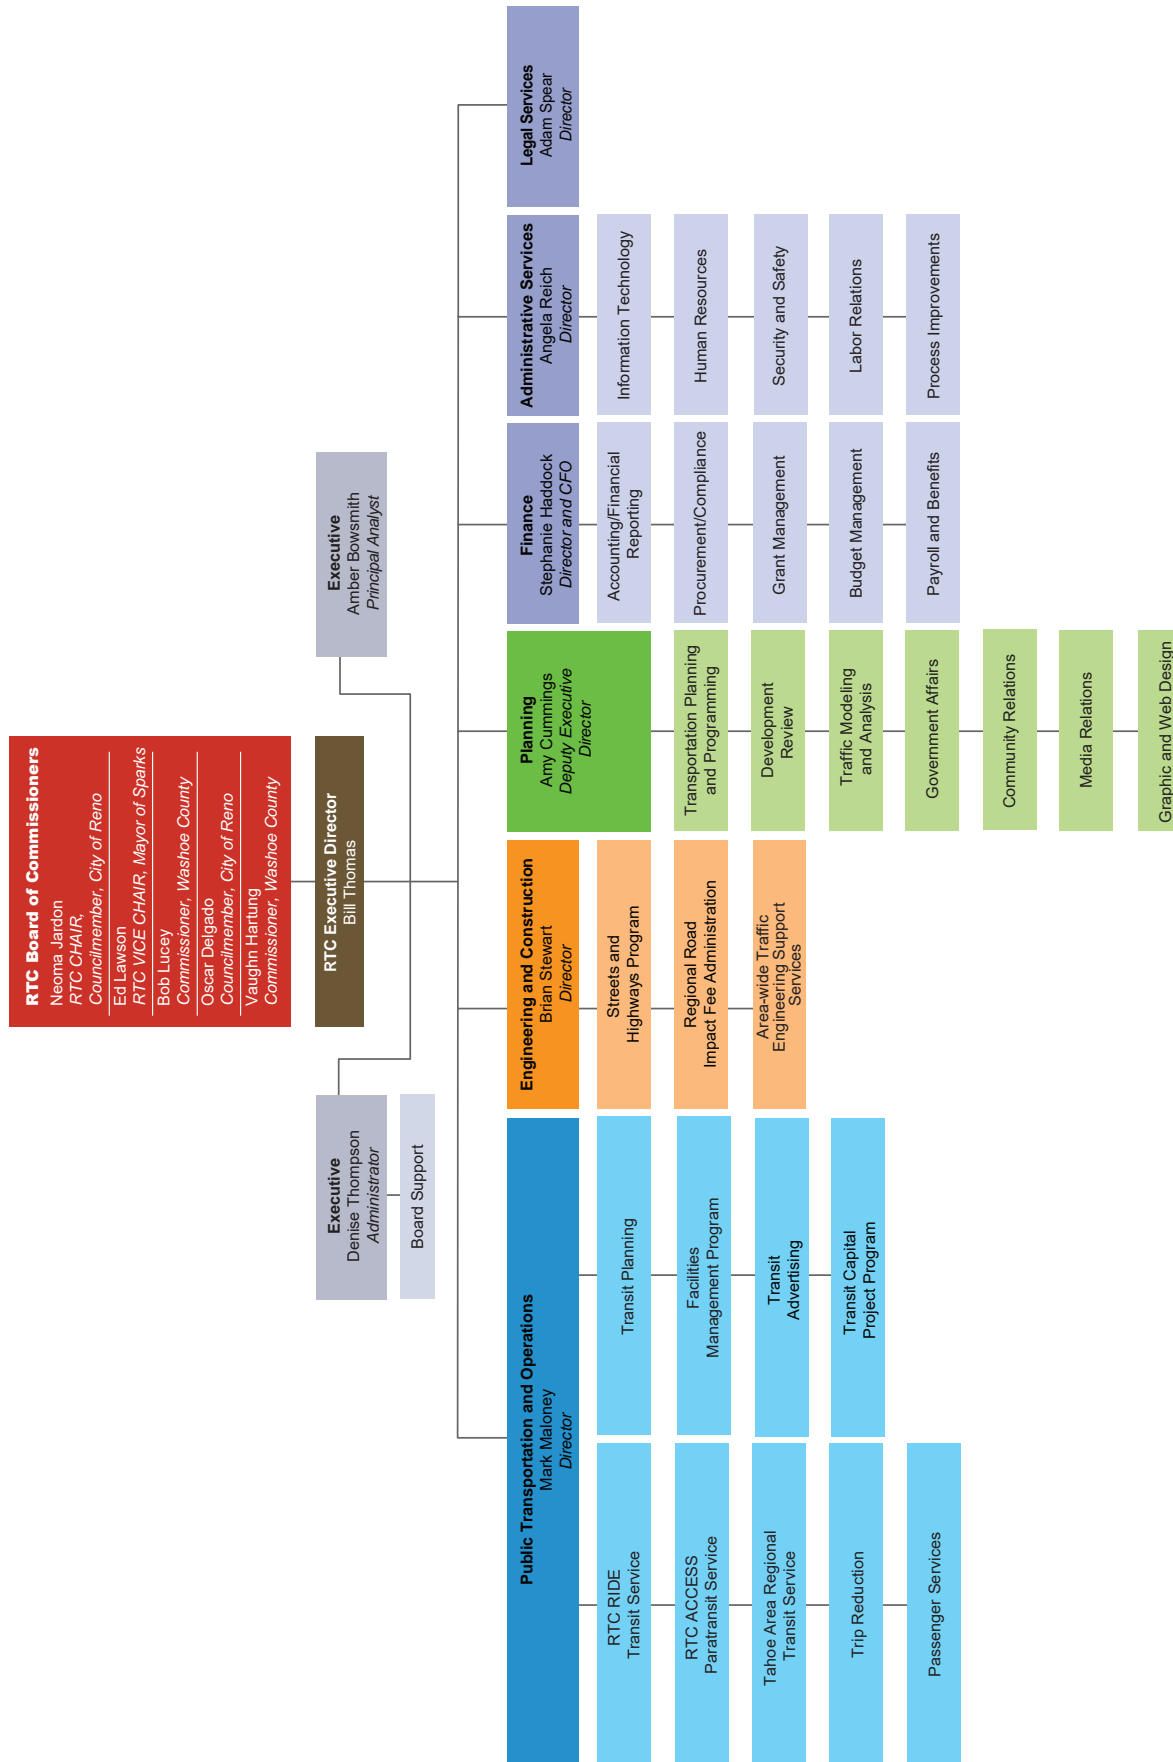 RTC Board of Commissioners
Neoma Jardon
RTC CHAIR,
Councilmember, City of Reno
Ed Lawson
RTC VICE CHAIR, Mayor of Sparks
Bob Lucey
Commissioner, Washoe County
Oscar Delgado
Councilmember, City of Reno
Vaughn Hartung
Commissioner, Washoe County
RTC Executive Director
Bill Thomas
Executive
Denise Thompson
Administrator
Board Support
Executive
Amber Bowsmith
Principal Analyst
Public Transportation and Operations
Mark Maloney
Director
RTC RIDE
Transit Service
RTC ACCESS
Paratransit Service
Tahoe Area Regional
Transit Service
Trip Reduction
Passenger Services
Transit Planning
Facilities
Management Program
Transit
Advertising
Transit Capital
Project Program
Engineering and Construction
Brian Stewart
Director
Streets and
Highways Program
Regional Road
Impact Fee Administration
Area-wide Traffic
Engineering Support
Services
Planning
Amy Cummings
Deputy Executive
Director
Transportation Planning
and Programming
Development
Review
Traffic Modeling
and Analysis
Government Affairs
Community Relations
Media Relations
Graphic and Web Design
Finance
Stephanie Haddock
Director and CFO
Accounting/Financial
Reporting
Procurement/Compliance
Grant Management
Budget Management
Payroll and Benefits
Administrative Services
Angela Reich
Director
Information Technology
Human Resources
Security and Safety
Labor Relations
Process Improvements
Legal Services
Adam Spear
Director